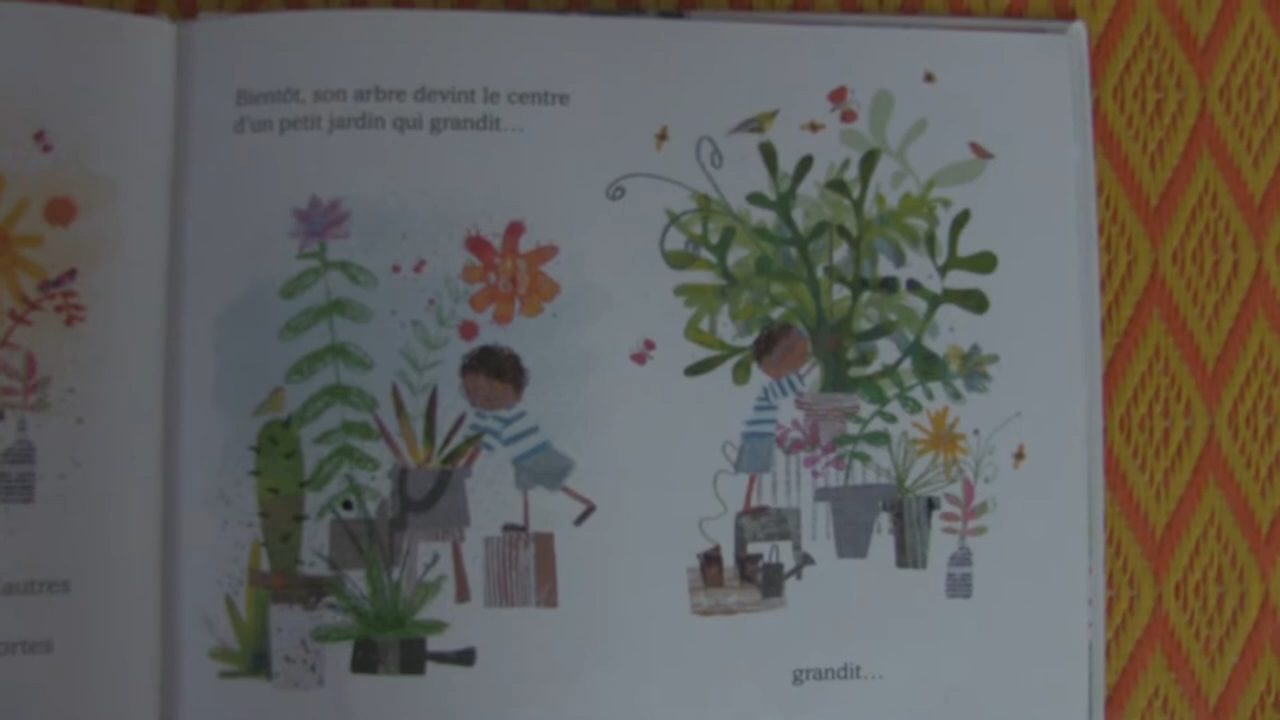 autres
ortes
Bientôt, son arbre devint le centre
d'un petit jardin qui grandit...
grandit...